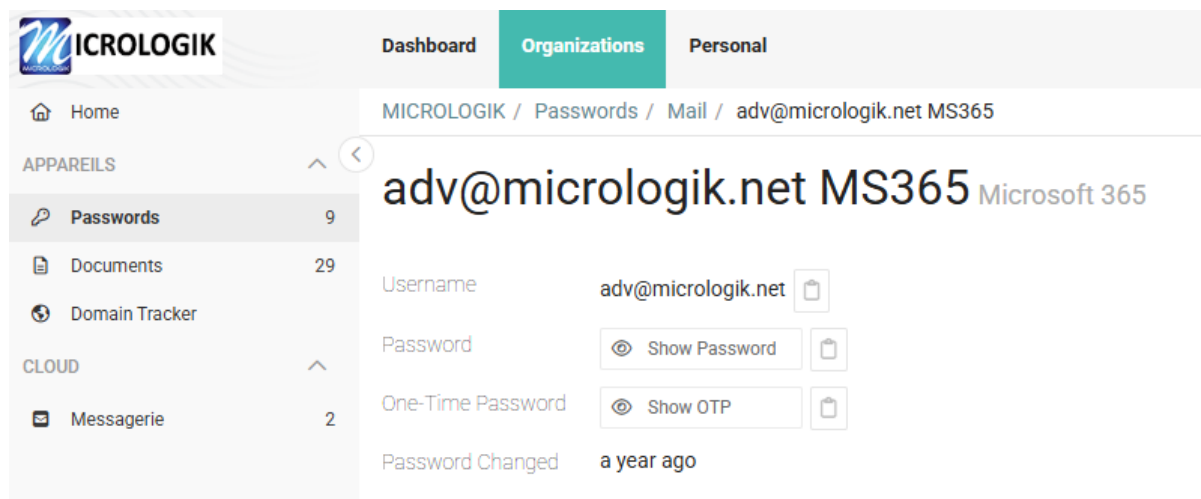 MICROLOGIK
MICROLOGIK
Dashboard Organizations Personal
Home
APPAREILS
Passwords 9
Documents 29
Domain Tracker
CLOUD
Messagerie 2
MICROLOGIK / Passwords / Mail / adv@micrologik.net MS365
adv@micrologik.net MS365 Microsoft 365
Username adv@micrologik.net
Password Show Password
One-Time Password Show OTP
Password Changed a year ago